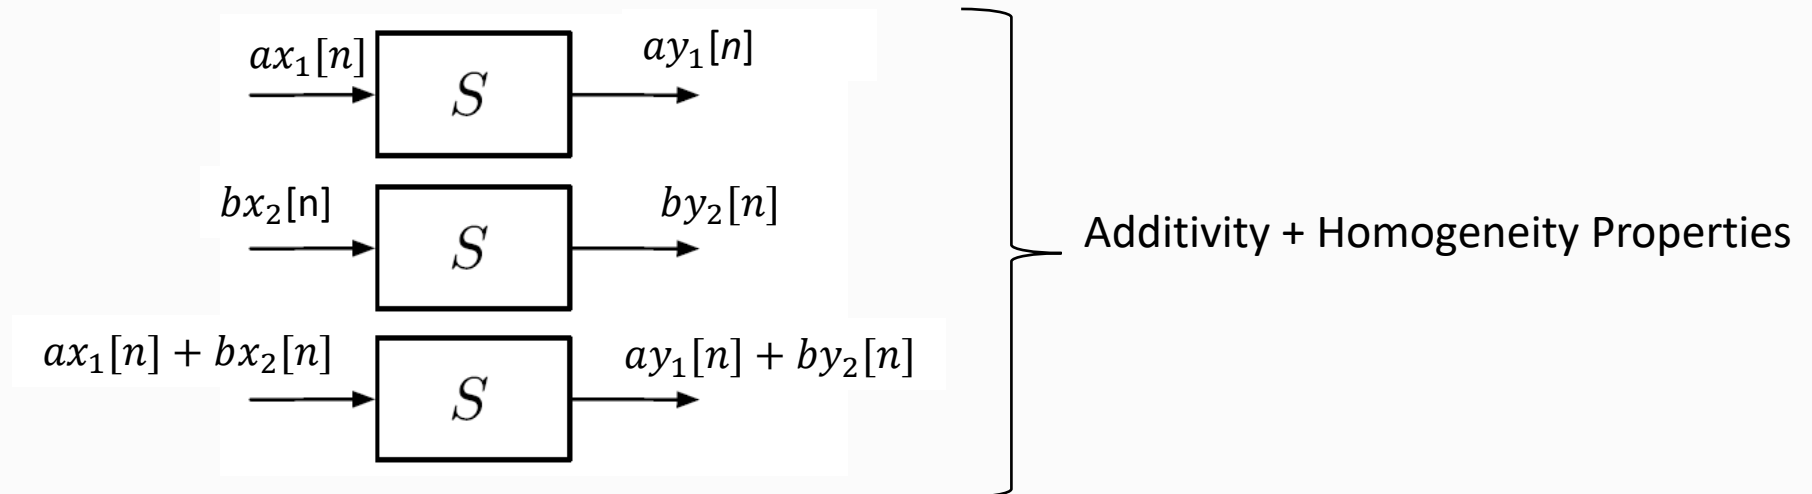 ax₁[n] S ay₁[n]
bx₂[n] S by₂[n]
Additivity + Homogeneity Properties
ax₁[n] + bx₂[n] S ay₁[n] + by₂[n]